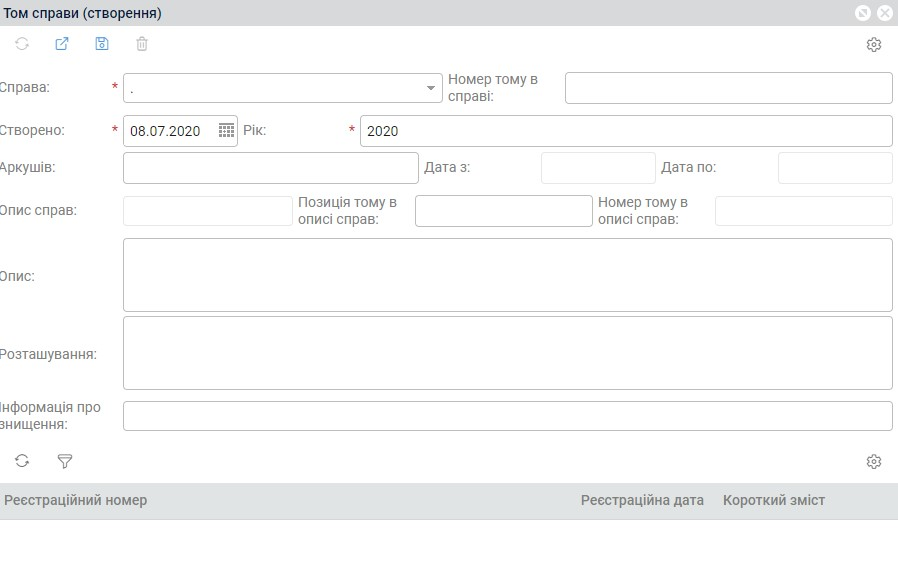 Том справи (створення)
Справа: * . Номер тому в
справі:
Створено: * 08.07.2020 Рік: * 2020
Аркушів: Дата з: Дата по:
Опис справ: Позиція тому в
описі справ: Номер тому в
описі справ:
Опис:
Розташування:
Інформація про
знищення:
Реєстраційний номер Реєстраційна дата Короткий зміст